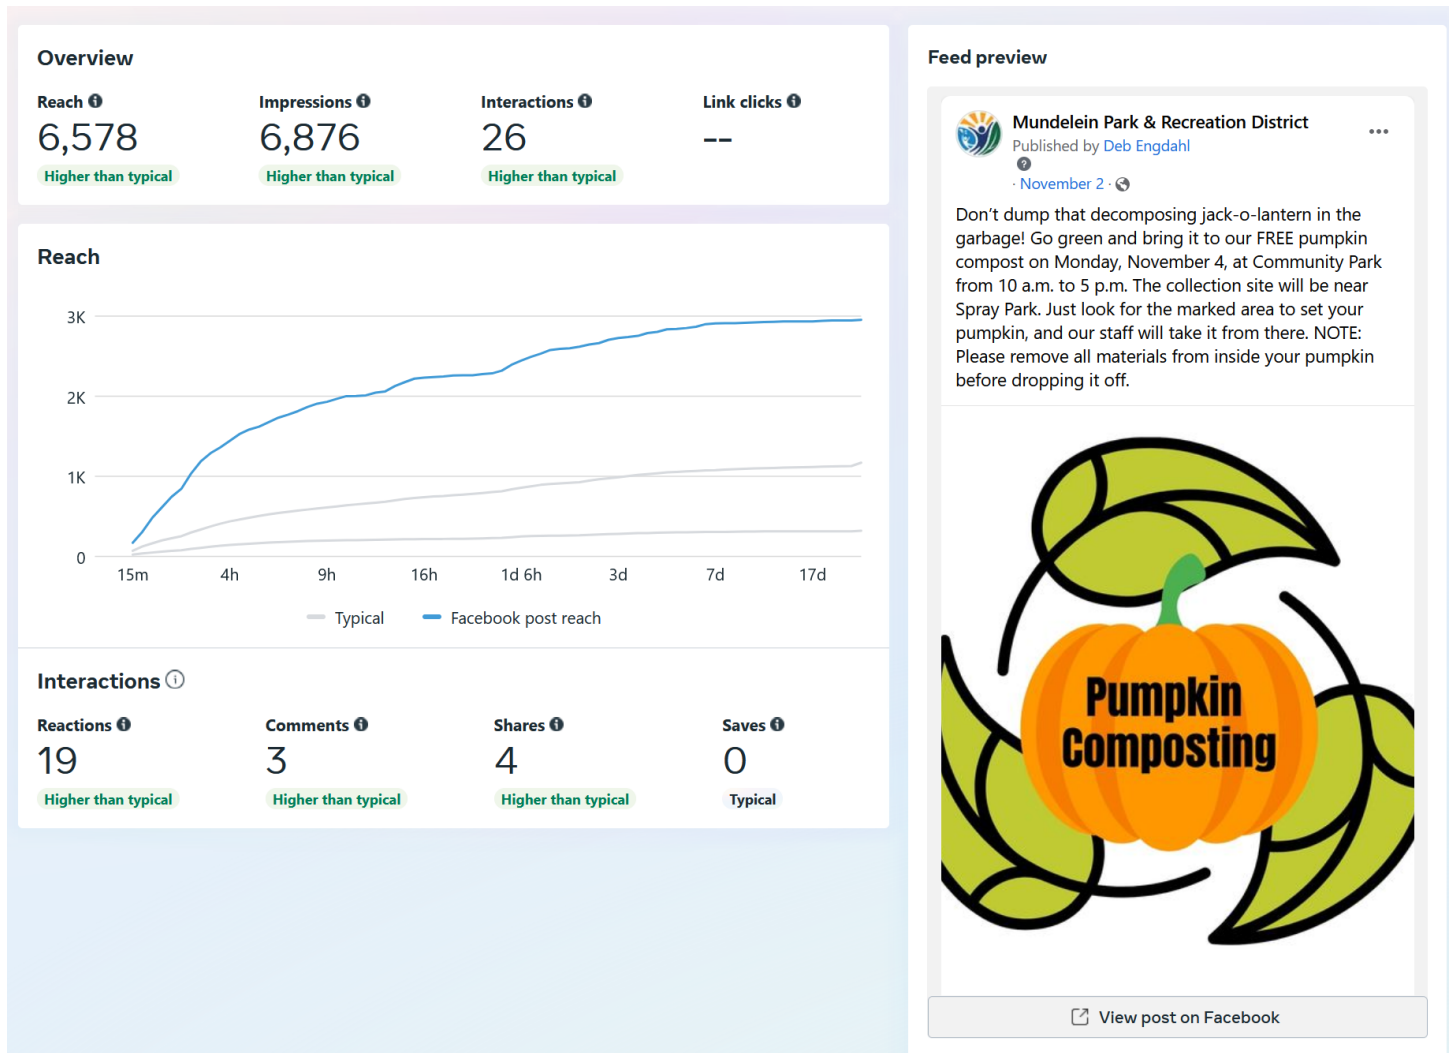 Overview
Reach
6,578
Higher than typical
Impressions
6,876
Higher than typical
Interactions
26
Higher than typical
Link clicks
--
Reach
3K
2K
1K
0
15m 4h 9h 16h 1d 6h 3d 7d 17d
Typical Facebook post reach
Interactions
Reactions
19
Higher than typical
Comments
3
Higher than typical
Shares
4
Higher than typical
Saves
0
Typical
Feed preview
Mundelein Park & Recreation District
Published by Deb Engdahl
· November 2 ·
Don't dump that decomposing jack-o-lantern in the
garbage! Go green and bring it to our FREE pumpkin
compost on Monday, November 4, at Community Park
from 10 a.m. to 5 p.m. The collection site will be near
Spray Park. Just look for the marked area to set your
pumpkin, and our staff will take it from there. NOTE:
Please remove all materials from inside your pumpkin
before dropping it off.
Pumpkin
Composting
View post on Facebook